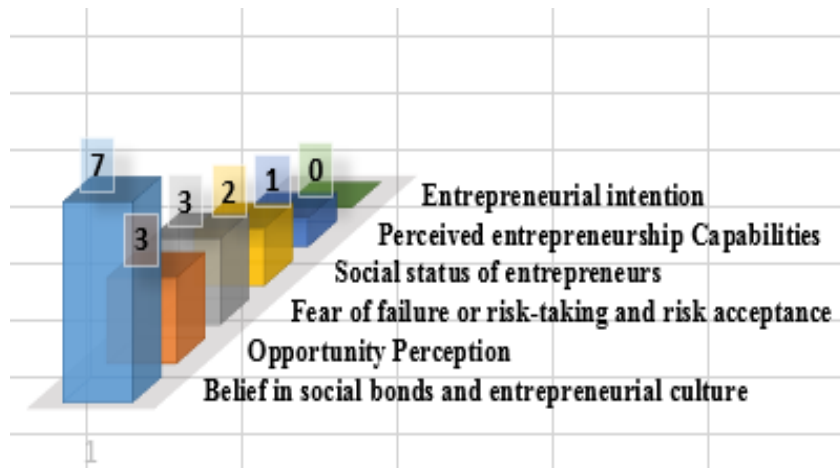 7
3
3
2
1
0
Entrepreneurial intention
Perceived entrepreneurship Capabilities
Social status of entrepreneurs
Fear of failure or risk-taking and risk acceptance
Opportunity Perception
Belief in social bonds and entrepreneurial culture
1